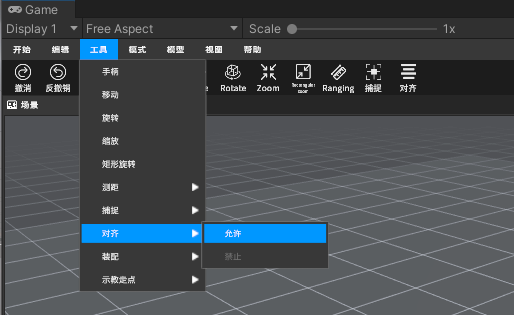 Game
Display 1 Free Aspect Scale 1x
开始 编辑 工具 模式 模型 视图 帮助
撤消 反撤销 Rotate Zoom Rectangular zoom Ranging 捕捉 对齐
场景
手柄
移动
旋转
缩放
矩形旋转
测距
捕捉
对齐 允许
装配 禁止
示教走点